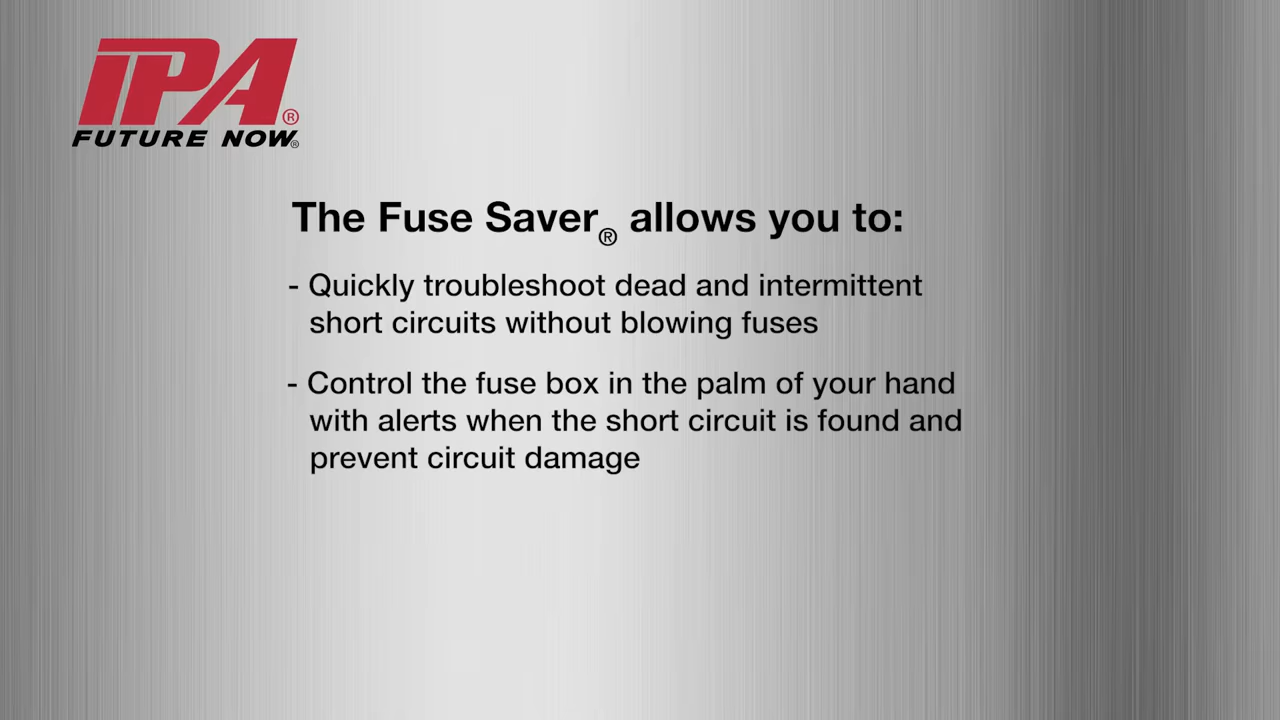 IPA®
FUTURE NOW®
The Fuse Saver® allows you to:
- Quickly troubleshoot dead and intermittent
short circuits without blowing fuses
- Control the fuse box in the palm of your hand
with alerts when the short circuit is found and
prevent circuit damage